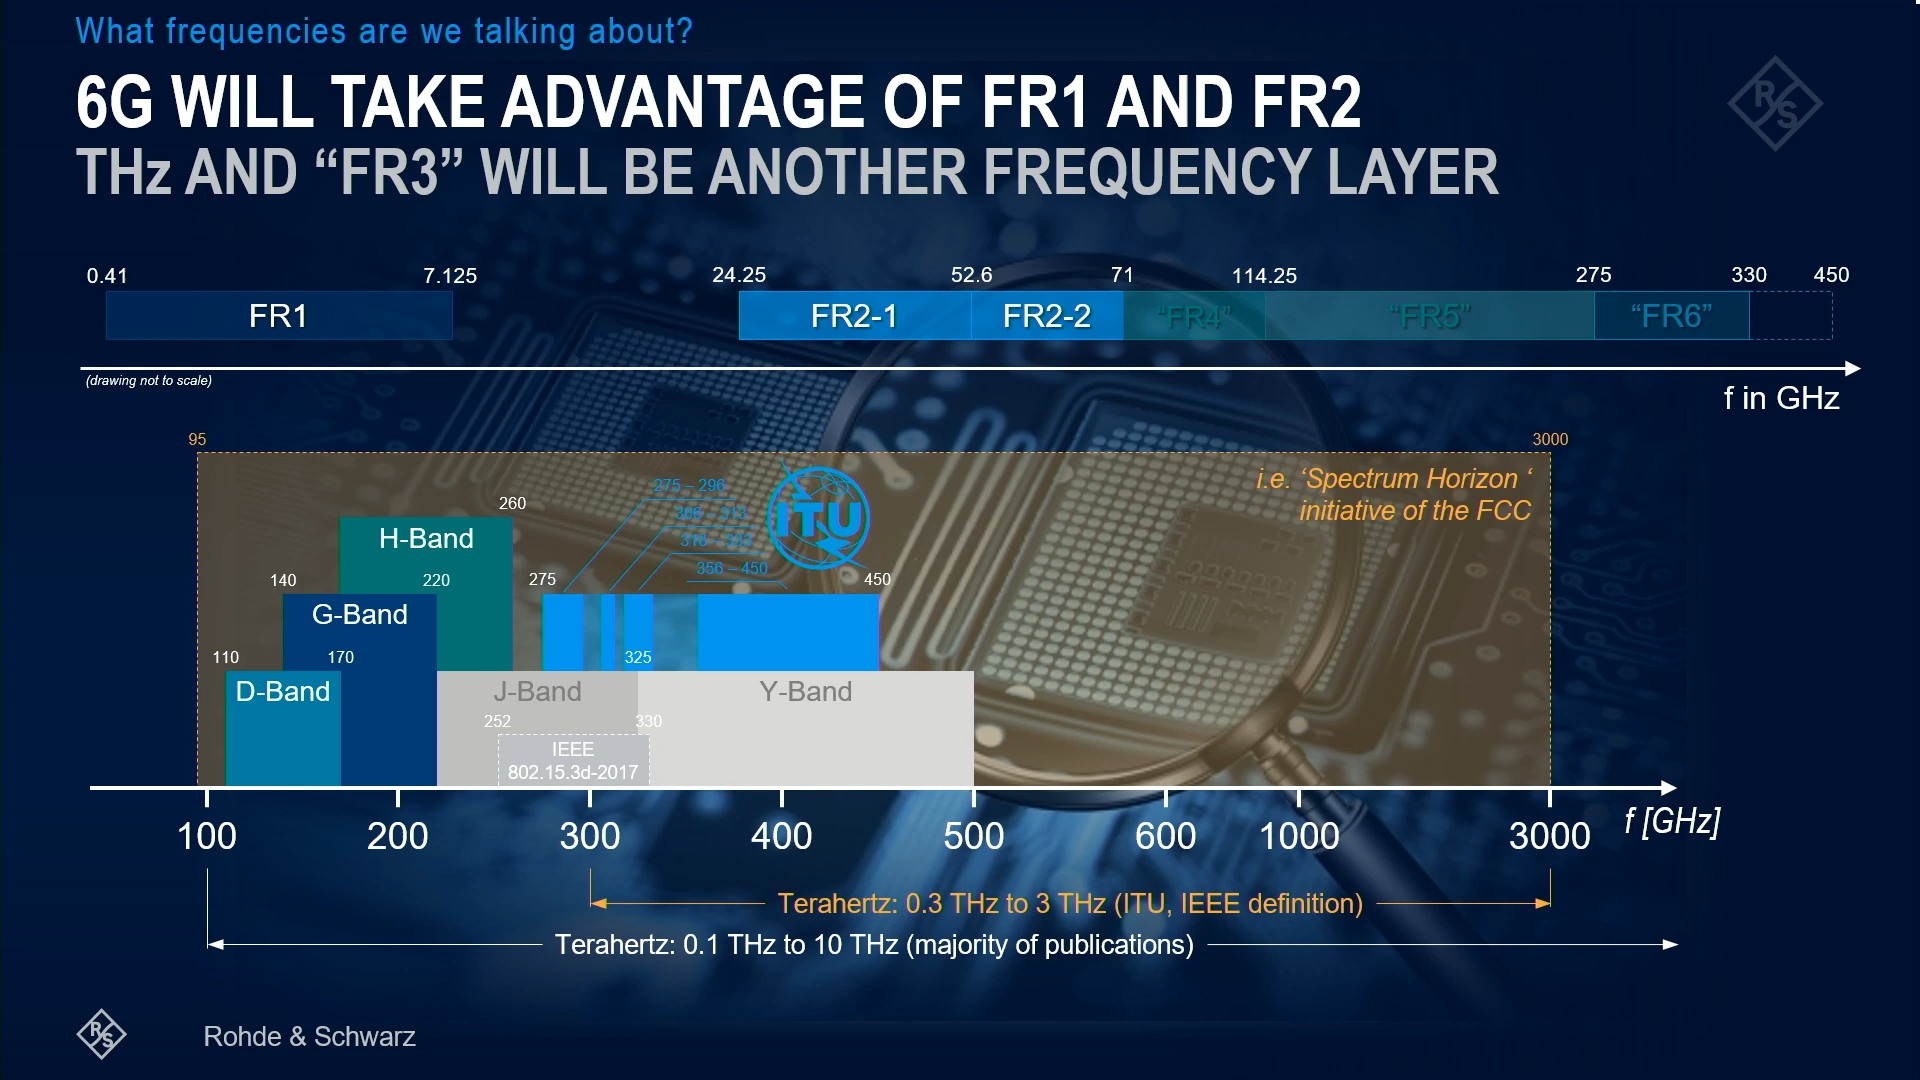 What frequencies are we talking about?
6G WILL TAKE ADVANTAGE OF FR1 AND FR2
THz AND “FR3” WILL BE ANOTHER FREQUENCY LAYER
R S
0.41 7.125 24.25 52.6 71 114.25 275 330 450
FR1 FR2-1 FR2-2 “FR4” “FR5” “FR6”
(drawing not to scale)
f in GHz
95 3000
i.e. ‘Spectrum Horizon ‘
initiative of the FCC
275 – 296
306 – 313
ITU
356 – 450
260
H-Band
140 220 275 450
G-Band
110 170 325
D-Band J-Band Y-Band
252 330
IEEE
802.15.3d-2017
100 200 300 400 500 600 1000 3000 f [GHz]
Terahertz: 0.3 THz to 3 THz (ITU, IEEE definition)
Terahertz: 0.1 THz to 10 THz (majority of publications)
R S
Rohde & Schwarz